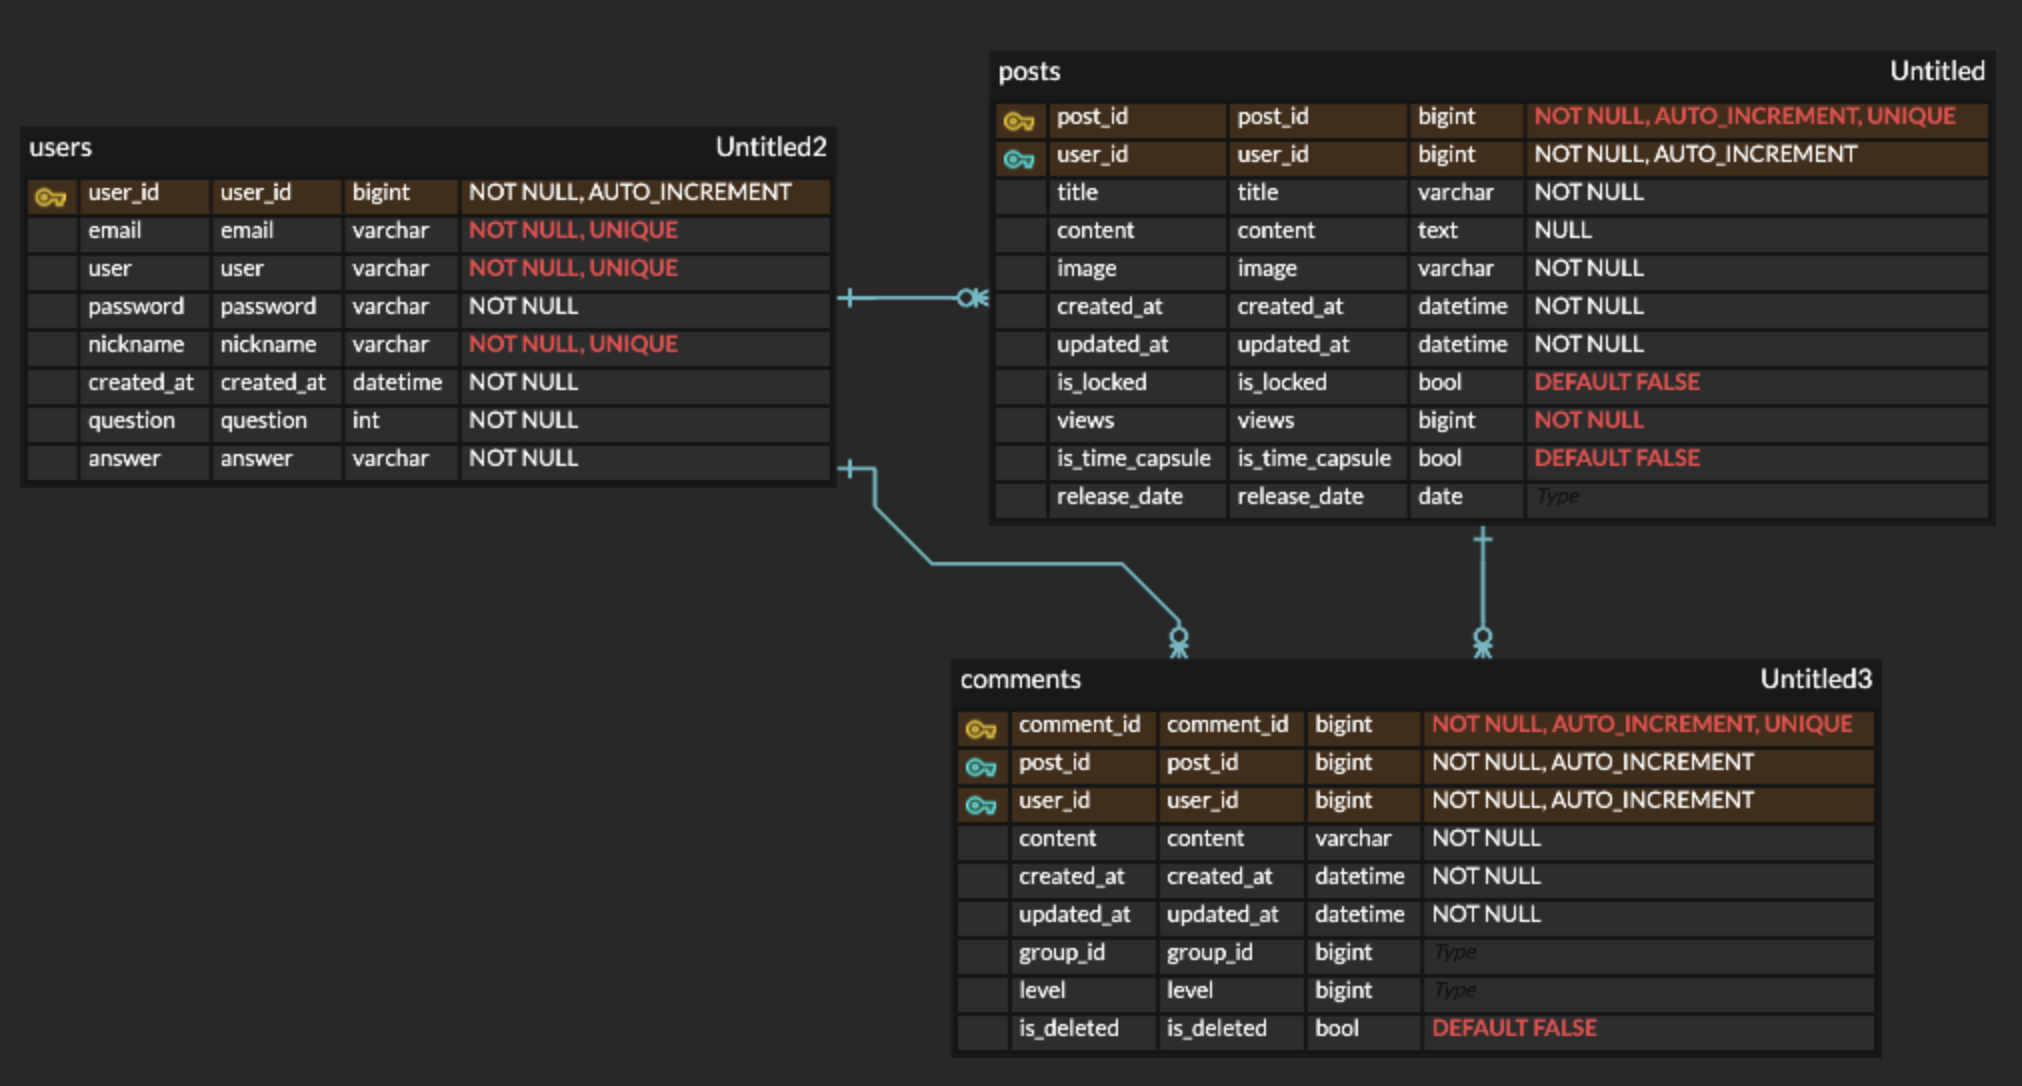 users Untitled2
user_id user_id bigint NOT NULL, AUTO_INCREMENT
email email varchar NOT NULL, UNIQUE
user user varchar NOT NULL, UNIQUE
password password varchar NOT NULL
nickname nickname varchar NOT NULL, UNIQUE
created_at created_at datetime NOT NULL
question question int NOT NULL
answer answer varchar NOT NULL
posts Untitled
post_id post_id bigint NOT NULL, AUTO_INCREMENT, UNIQUE
user_id user_id bigint NOT NULL, AUTO_INCREMENT
title title varchar NOT NULL
content content text NULL
image image varchar NOT NULL
created_at created_at datetime NOT NULL
updated_at updated_at datetime NOT NULL
is_locked is_locked bool DEFAULT FALSE
views views bigint NOT NULL
is_time_capsule is_time_capsule bool DEFAULT FALSE
release_date release_date date Type
comments Untitled3
comment_id comment_id bigint NOT NULL, AUTO_INCREMENT, UNIQUE
post_id post_id bigint NOT NULL, AUTO_INCREMENT
user_id user_id bigint NOT NULL, AUTO_INCREMENT
content content varchar NOT NULL
created_at created_at datetime NOT NULL
updated_at updated_at datetime NOT NULL
group_id group_id bigint Type
level level bigint Type
is_deleted is_deleted bool DEFAULT FALSE